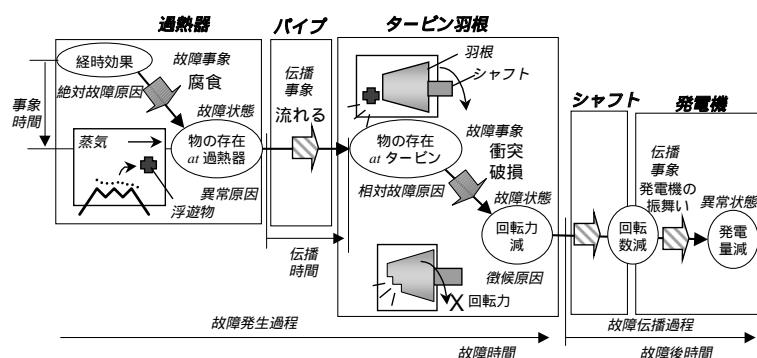 過熱器
パイプ
タービン羽根
シャフト
発電機
経時効果
故障事象
腐食
絶対故障原因
故障状態
事象
時間
蒸気
物の存在
at 過熱器
異常原因
浮遊物
伝播
事象
流れる
伝播
時間
羽根
シャフト
物の存在
at タービン
故障事象
衝突
破損
相対故障原因
故障状態
回転力
減
徴候原因
X 回転力
回転
数減
伝播
事象
発電機の
振舞い
異常状態
発電
量減
故障発生過程
故障時間
故障伝播過程
故障後時間